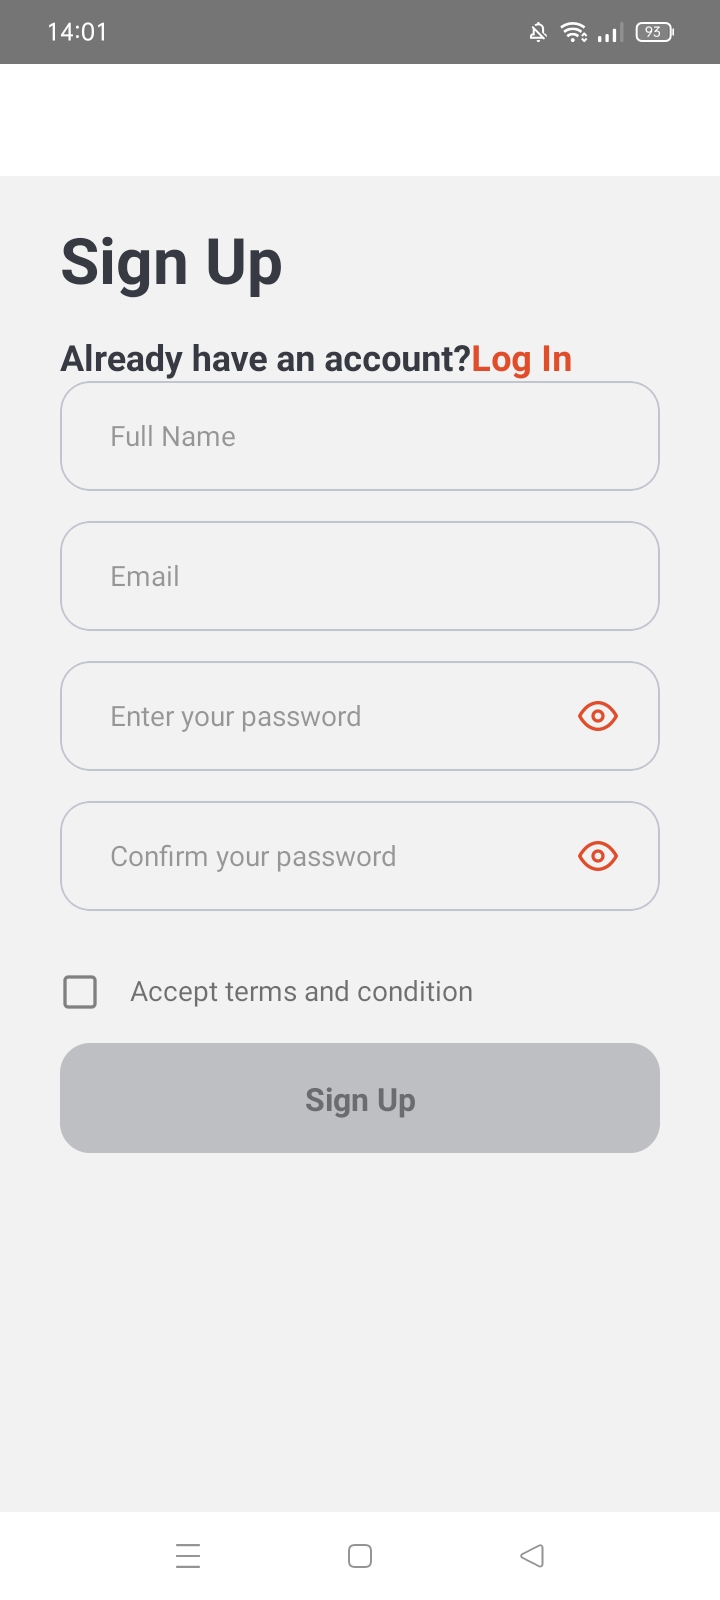 14:01
93
Sign Up
Already have an account?Log In
Full Name
Email
Enter your password
Confirm your password
Accept terms and condition
Sign Up